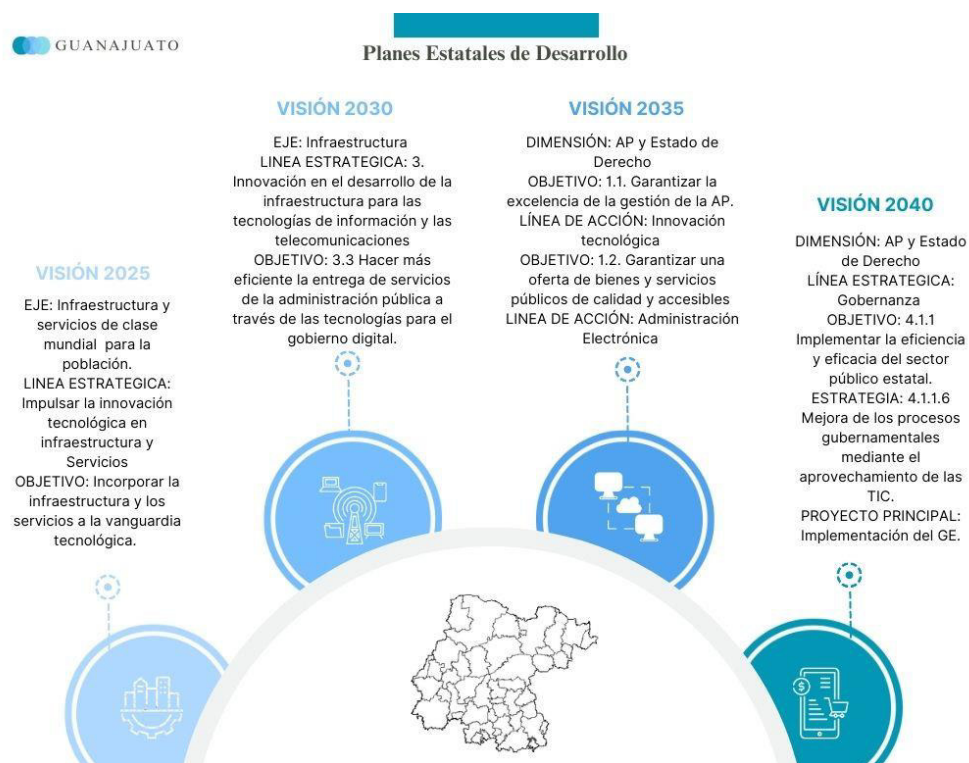 GUANAJUATO
Planes Estatales de Desarrollo
VISIÓN 2025
EJE: Infraestructura y
servicios de clase
mundial para la
población.
LINEA ESTRATEGICA:
Impulsar la innovación
tecnológica en
infraestructura y
Servicios
OBJETIVO: Incorporar la
infraestructura y los
servicios a la vanguardia
tecnológica.
VISIÓN 2030
EJE: Infraestructura
LINEA ESTRATEGICA: 3.
Innovación en el desarrollo de la
infraestructura para las
tecnologías de información y las
telecomunicaciones
OBJETIVO: 3.3 Hacer más
eficiente la entrega de servicios
de la administración pública a
través de las tecnologías para el
gobierno digital.
VISIÓN 2035
DIMENSIÓN: AP y Estado de
Derecho
OBJETIVO: 1.1. Garantizar la
excelencia de la gestión de la AP.
LÍNEA DE ACCIÓN: Innovación
tecnológica
OBJETIVO: 1.2. Garantizar una
oferta de bienes y servicios
públicos de calidad y accesibles
LINEA DE ACCIÓN: Administración
Electrónica
VISIÓN 2040
DIMENSIÓN: AP y Estado
de Derecho
LÍNEA ESTRATEGICA:
Gobernanza
OBJETIVO: 4.1.1
Implementar la eficiencia
y eficacia del sector
público estatal.
ESTRATEGIA: 4.1.1.6
Mejora de los procesos
gubernamentales
mediante el
aprovechamiento de las
TIC.
PROYECTO PRINCIPAL:
Implementación del GE.
$